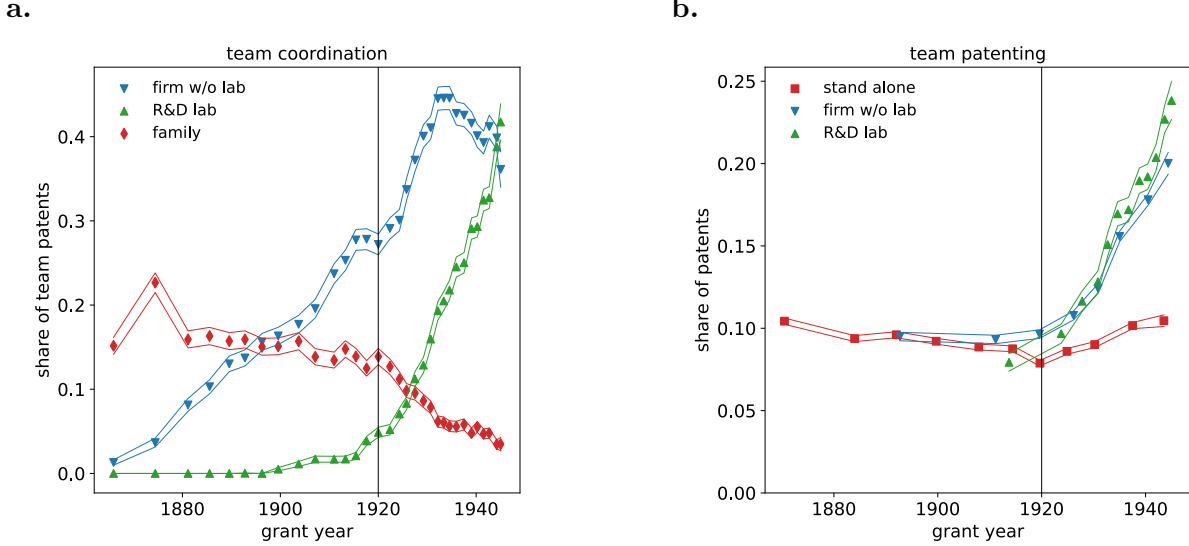 a.
team coordination
firm w/o lab
R&D lab
family
share of team patents
0.4
0.3
0.2
0.1
0.0
1880 1900 1920 1940
grant year
b.
team patenting
stand alone
firm w/o lab
R&D lab
share of patents
0.25
0.20
0.15
0.10
0.05
0.00
1880 1900 1920 1940
grant year